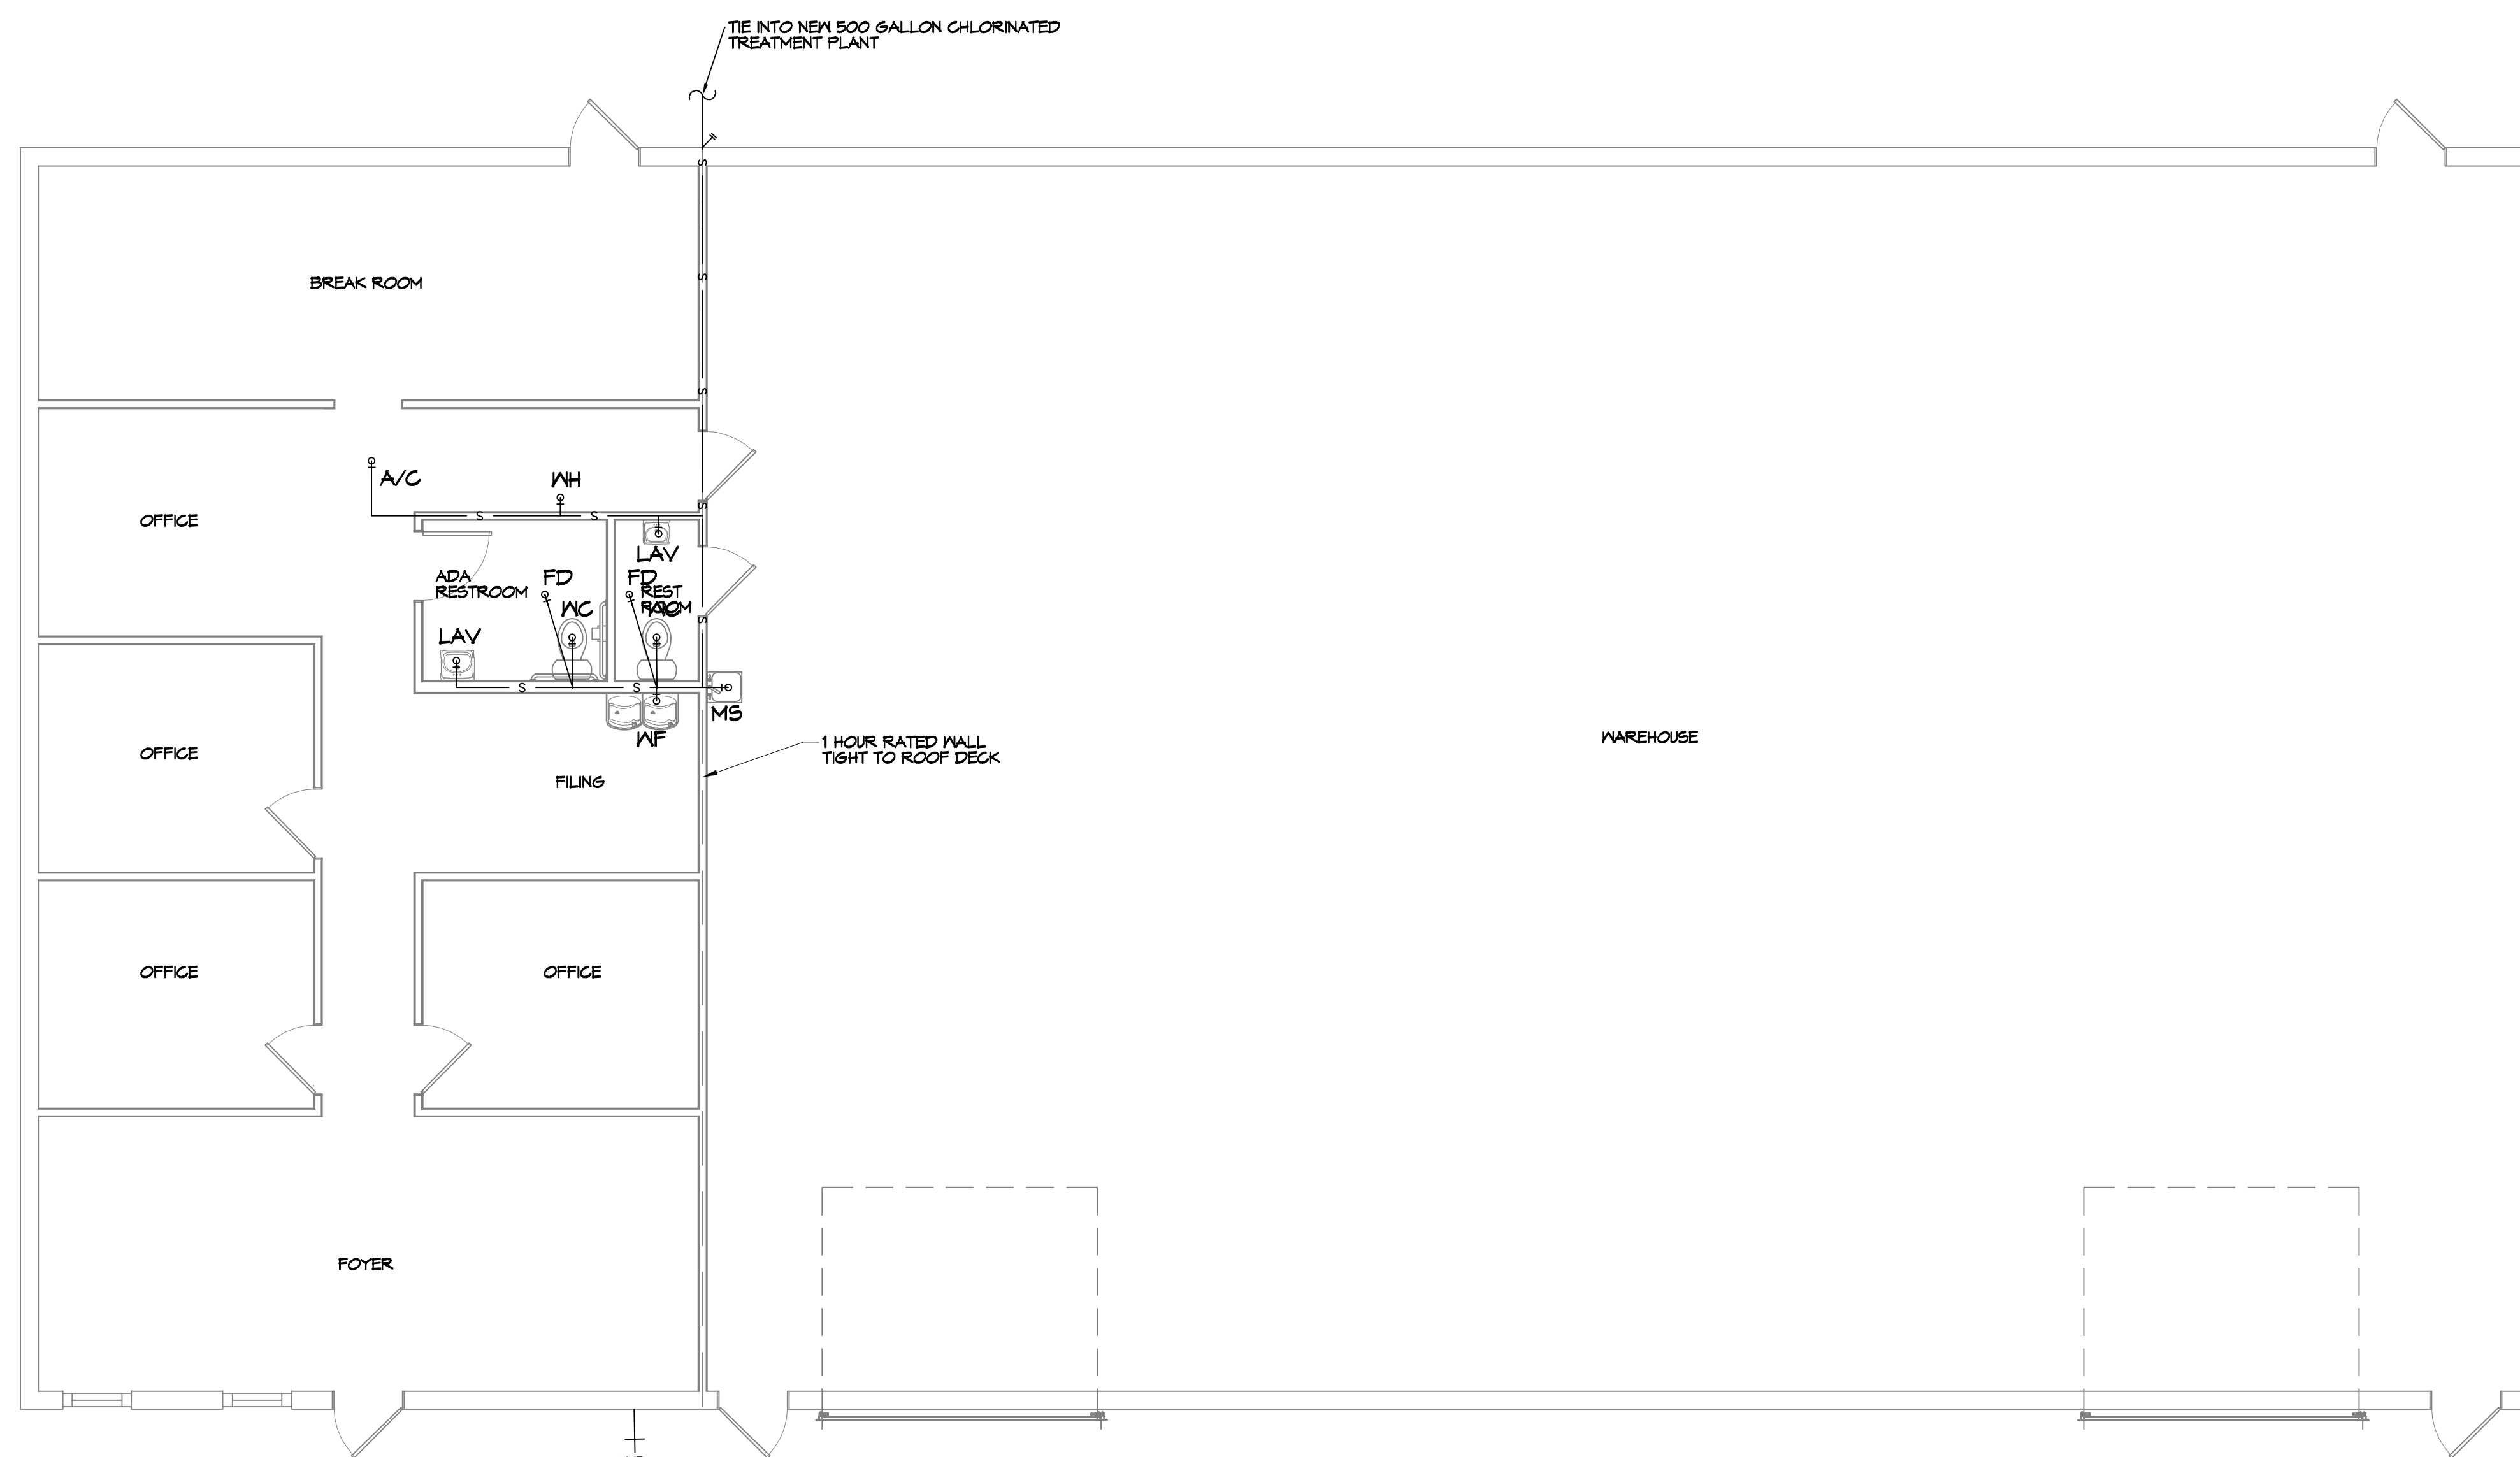 TIE INTO NEW 500 GALLON CHLORINATED
TREATMENT PLANT
S
S
BREAK ROOM
S
A/C
WH
S
S
S
OFFICE
LAV
ADA
RESTROOM
FD
FD
REST
ROOM
WC
S
LAV
S
S
MS
WF
1 HOUR RATED WALL
TIGHT TO ROOF DECK
WAREHOUSE
OFFICE
FILING
OFFICE
OFFICE
FOYER